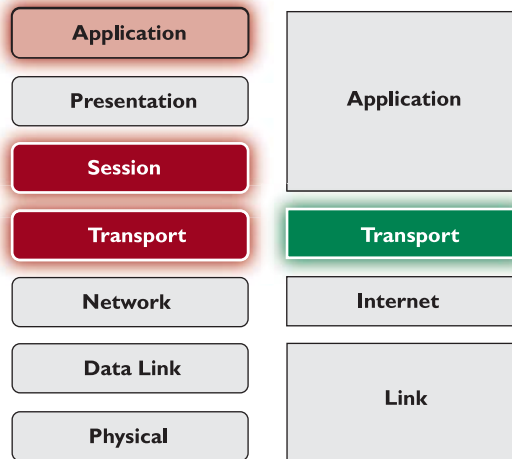 Application
Presentation
Session
Transport
Network
Data Link
Physical
Application
Transport
Internet
Link